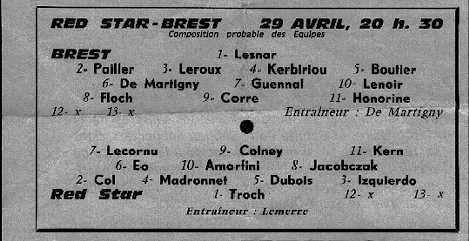 RED STAR-BREST 29 AVRIL, 20 h. 30
Composition probable des Equipes
BREST 1- Lesnar
2- Pailler 3- Leroux 4- Kerbiriou 5- Boutier
6- De Martigny 7- Guennal 10- Lenoir
8- Floch 9- Corre 11- Honorine
12- x 13- x Entraîneur : De Martigny
7- Lecornu 9- Colney 11- Kern
6- Eo 10- Amorfini 8- Jacobczak
2- Col 4- Madronnet 5- Dubois 3- Izquierdo
Red Star 1- Troch 12- x 13- x
Entraîneur : Lemerre